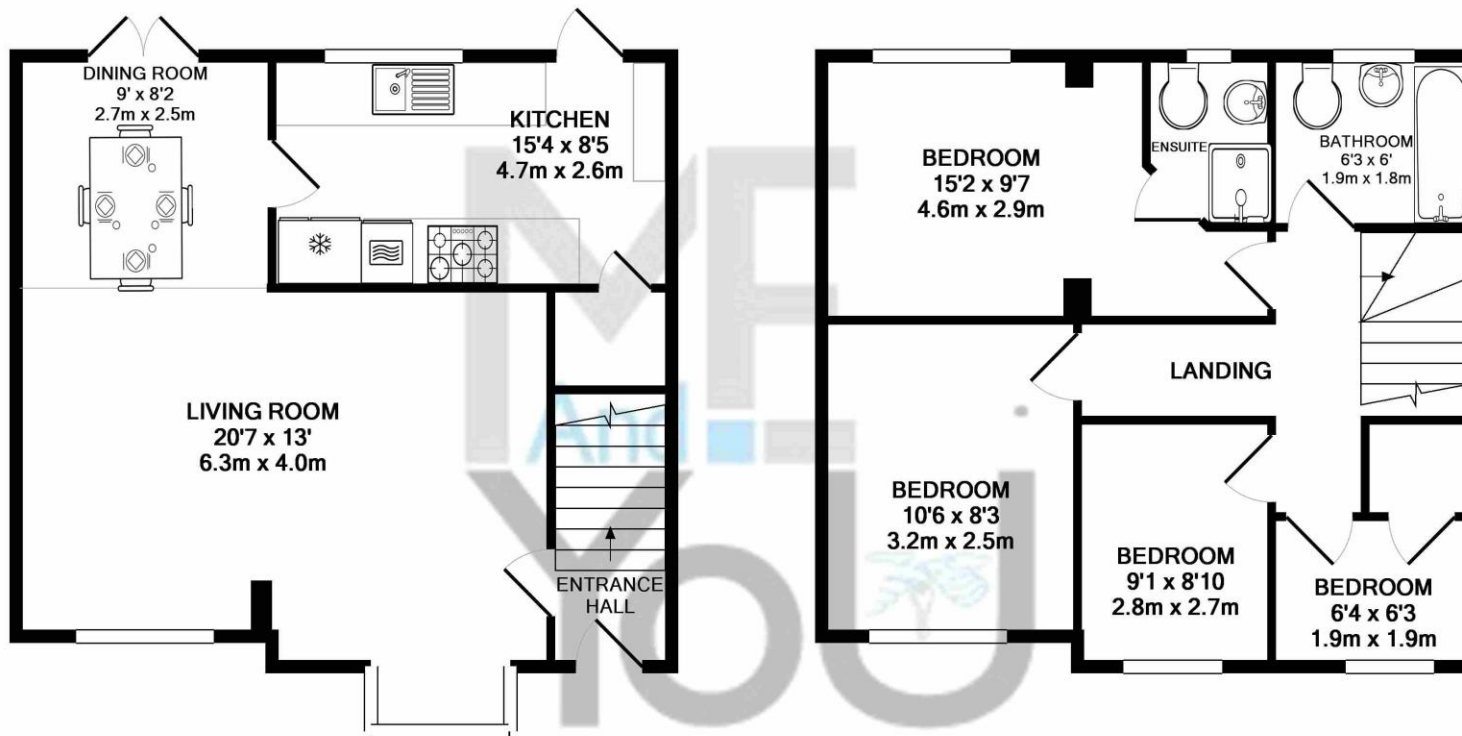 DINING ROOM
9' x 8'2
2.7m x 2.5m
KITCHEN
15'4 x 8'5
4.7m x 2.6m
LIVING ROOM
20'7 x 13'
6.3m x 4.0m
ENTRANCE
HALL
BEDROOM
15'2 x 9'7
4.6m x 2.9m
ENSUITE
BATHROOM
6'3 x 6'
1.9m x 1.8m
LANDING
BEDROOM
10'6 x 8'3
3.2m x 2.5m
BEDROOM
9'1 x 8'10
2.8m x 2.7m
BEDROOM
6'4 x 6'3
1.9m x 1.9m
ME
And
YOU